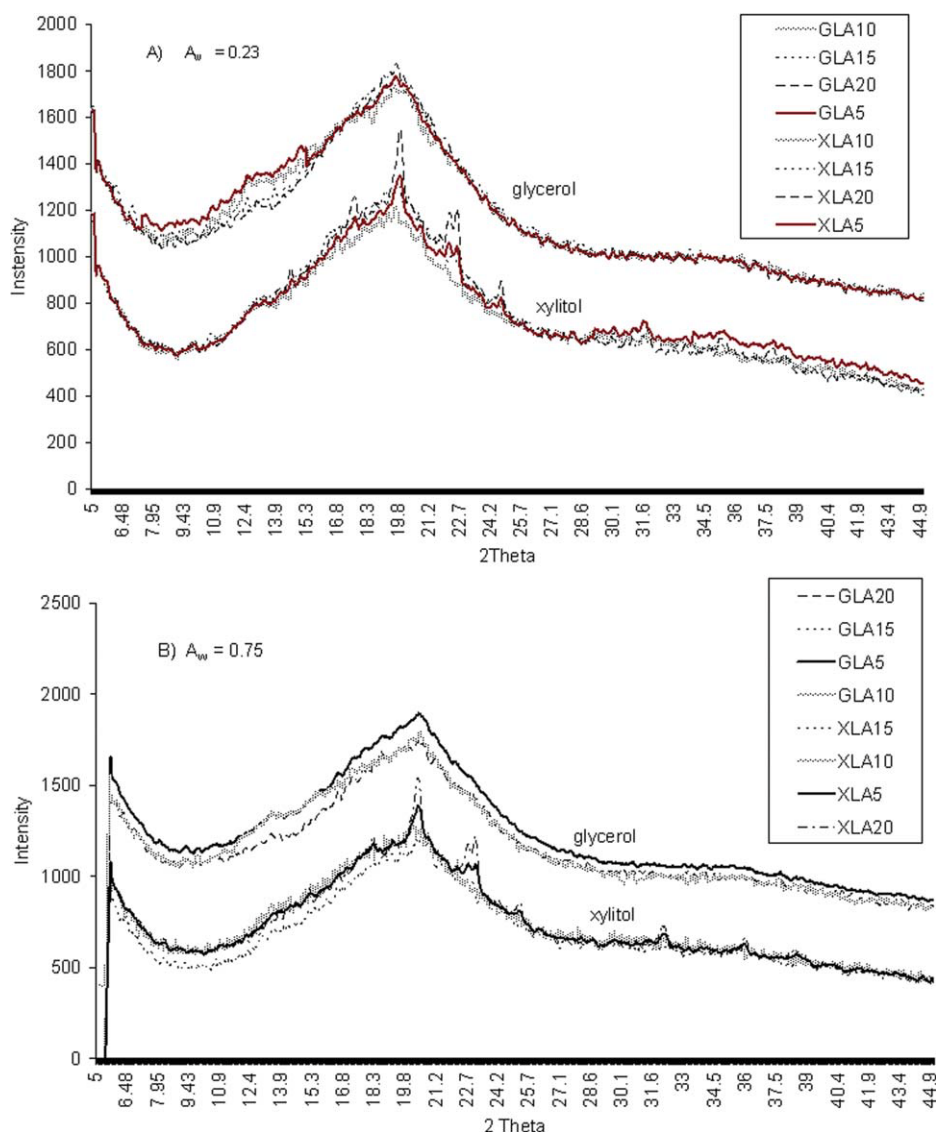 2000
1800
1600
1400
1200
1000
800
600
400
200
0
Instensity
A) Aw = 0.23
glycerol
xylitol
GLA10
GLA15
GLA20
GLA5
XLA10
XLA15
XLA20
XLA5
5 6.48 7.95 9.43 10.9 12.4 13.9 15.3 16.8 18.3 19.8 21.2 22.7 24.2 25.7 27.1 28.6 30.1 31.6 33 34.5 36 37.5 39 40.4 41.9 43.4 44.9
2Theta
2500
2000
1500
1000
500
0
Intensity
B) Aw = 0.75
glycerol
xylitol
GLA20
GLA15
GLA5
GLA10
XLA15
XLA10
XLA5
XLA20
5 6.48 7.95 9.43 10.9 12.4 13.9 15.3 16.8 18.3 19.8 21.2 22.7 24.2 25.7 27.1 28.6 30.1 31.6 33 34.5 36 37.5 39 40.4 41.9 43.4 44.9
2 Theta